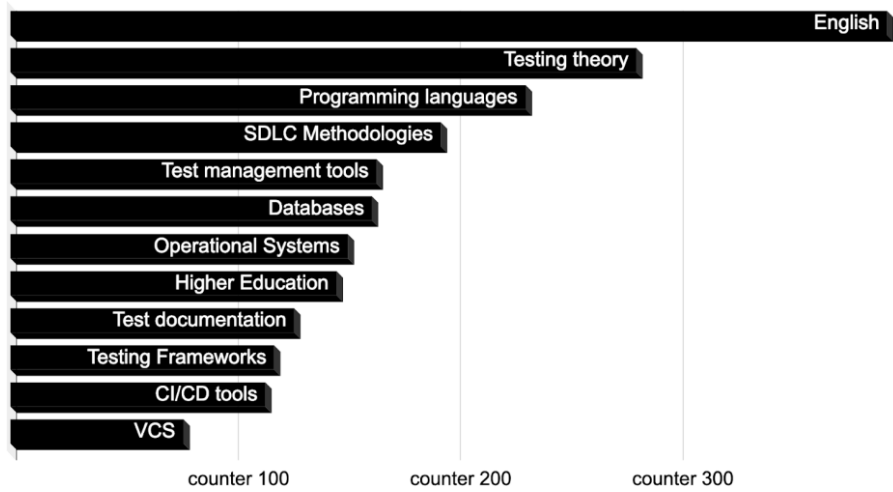 English
Testing theory
Programming languages
SDLC Methodologies
Test management tools
Databases
Operational Systems
Higher Education
Test documentation
Testing Frameworks
CI/CD tools
VCS
counter 100 counter 200 counter 300